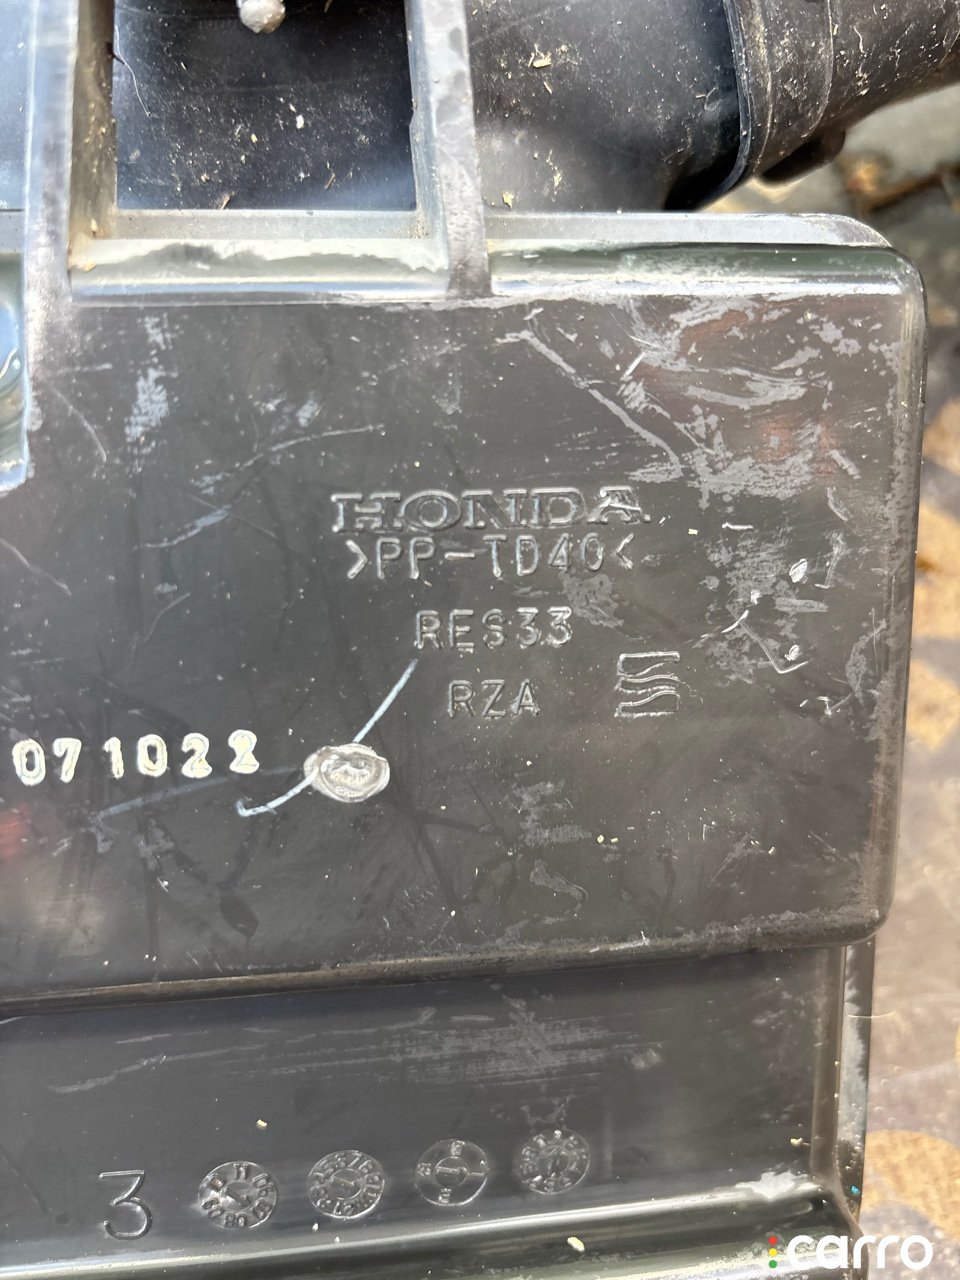 HONDA
>PP-TD40<
RES33
RZA
071022
3
carro